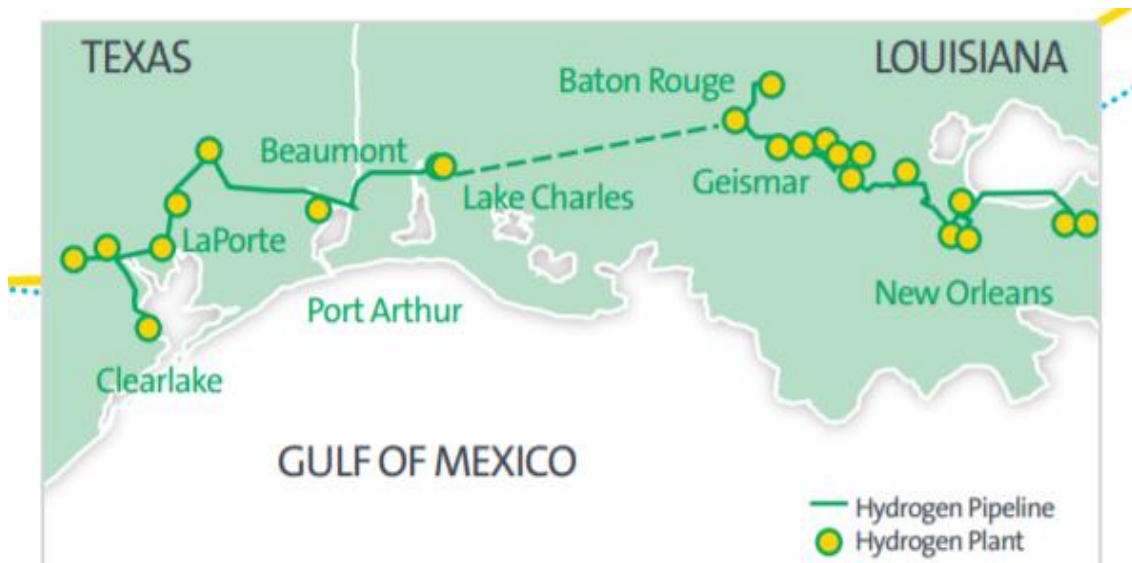 TEXAS
LOUISIANA
Baton Rouge
Beaumont
Geismar
Lake Charles
LaPorte
New Orleans
Port Arthur
Clearlake
GULF OF MEXICO
Hydrogen Pipeline
Hydrogen Plant